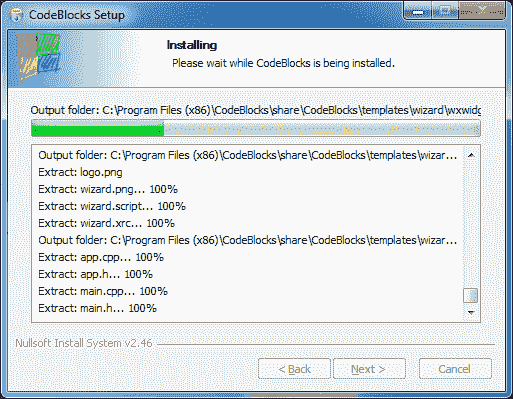 CodeBlocks Setup
Installing
Please wait while CodeBlocks is being installed.
Output folder: C:\Program Files (x86)\CodeBlocks\share\CodeBlocks\templates\wizard\wxwidg
Output folder: C:\Program Files (x86)\CodeBlocks\share\CodeBlocks\templates\wizar...
Extract: logo.png
Extract: wizard.png... 100%
Extract: wizard.script... 100%
Extract: wizard.xrc... 100%
Output folder: C:\Program Files (x86)\CodeBlocks\share\CodeBlocks\templates\wizar...
Extract: app.cpp... 100%
Extract: app.h... 100%
Extract: main.cpp... 100%
Extract: main.h... 100%
Nullsoft Install System v2.46
< Back Next > Cancel